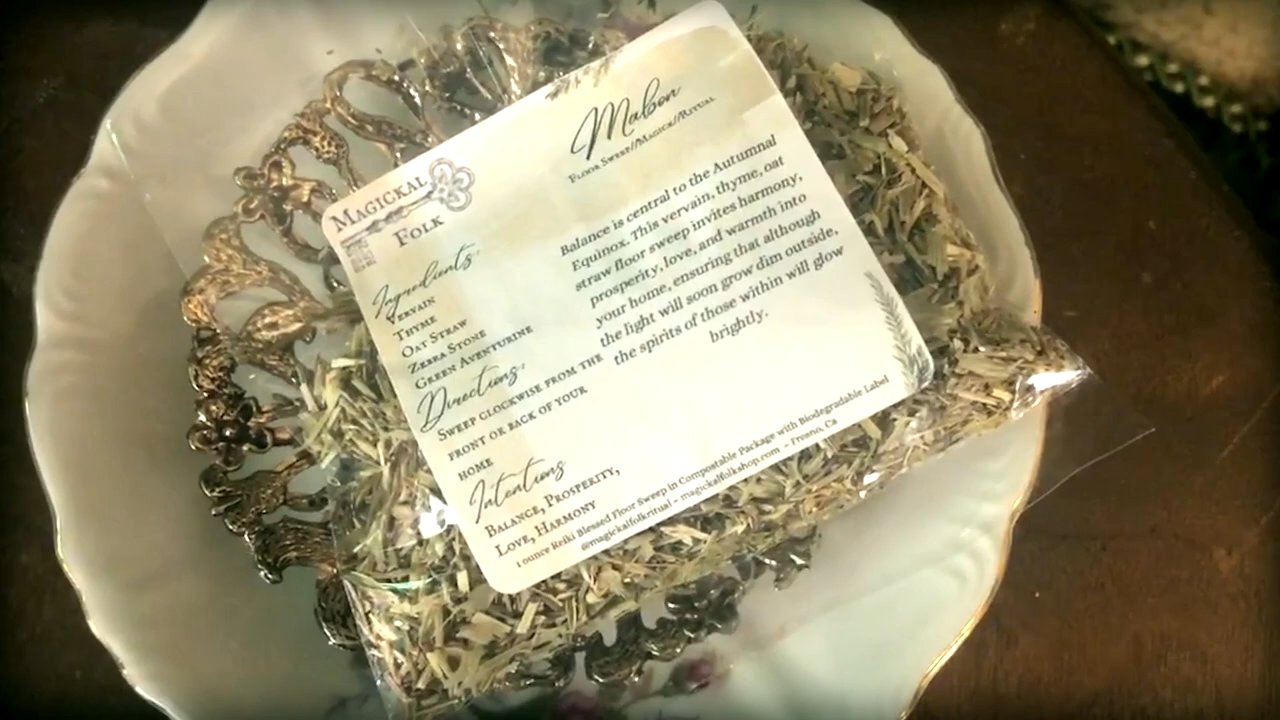 Magickal
Folk
Mabon
Floor Sweep//Magick//Ritual
Ingredients:
Vervain
Thyme
Oat Straw
Zebra Stone
Green Aventurine
Directions:
Sweep clockwise from the
front or back of your
home
Intentions
Balance, Prosperity,
Love, Harmony
Balance is central to the Autumnal
Equinox. This vervain, thyme, oat
straw floor sweep invites harmony,
prosperity, love, and warmth into
your home, ensuring that although
the light will soon grow dim outside,
the spirits of those within will glow
brightly.
1 ounce Reiki Blessed Floor Sweep in Compostable Package with Biodegradable Label
@magickalfolkritual ~ magickalfolkshop.com ~ Fresno, Ca